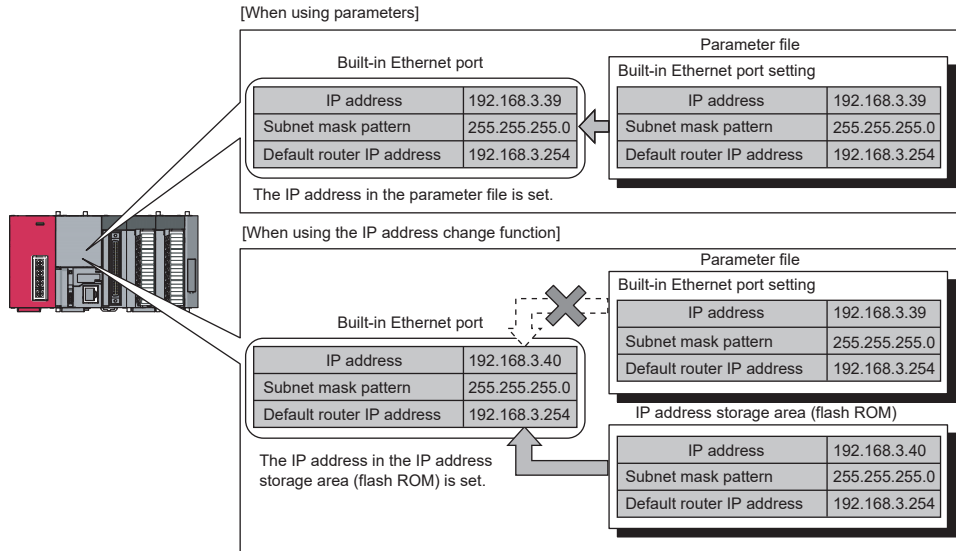 [When using parameters]
Parameter file
Built-in Ethernet port
Built-in Ethernet port setting
IP address 192.168.3.39
Subnet mask pattern 255.255.255.0
Default router IP address 192.168.3.254
IP address 192.168.3.39
Subnet mask pattern 255.255.255.0
Default router IP address 192.168.3.254
The IP address in the parameter file is set.
[When using the IP address change function]
Parameter file
Built-in Ethernet port setting
IP address 192.168.3.39
Subnet mask pattern 255.255.255.0
Default router IP address 192.168.3.254
Built-in Ethernet port
IP address 192.168.3.40
Subnet mask pattern 255.255.255.0
Default router IP address 192.168.3.254
IP address storage area (flash ROM)
IP address 192.168.3.40
Subnet mask pattern 255.255.255.0
Default router IP address 192.168.3.254
The IP address in the IP address
storage area (flash ROM) is set.